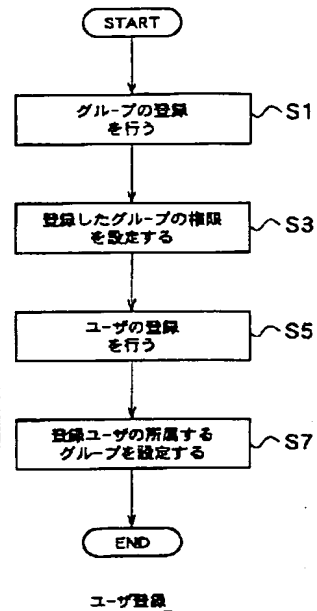 START
グループの登録
を行う
S1
登録したグループの権限
を設定する
S3
ユーザの登録
を行う
S5
登録ユーザの所属する
グループを設定する
S7
END
ユーザ登録